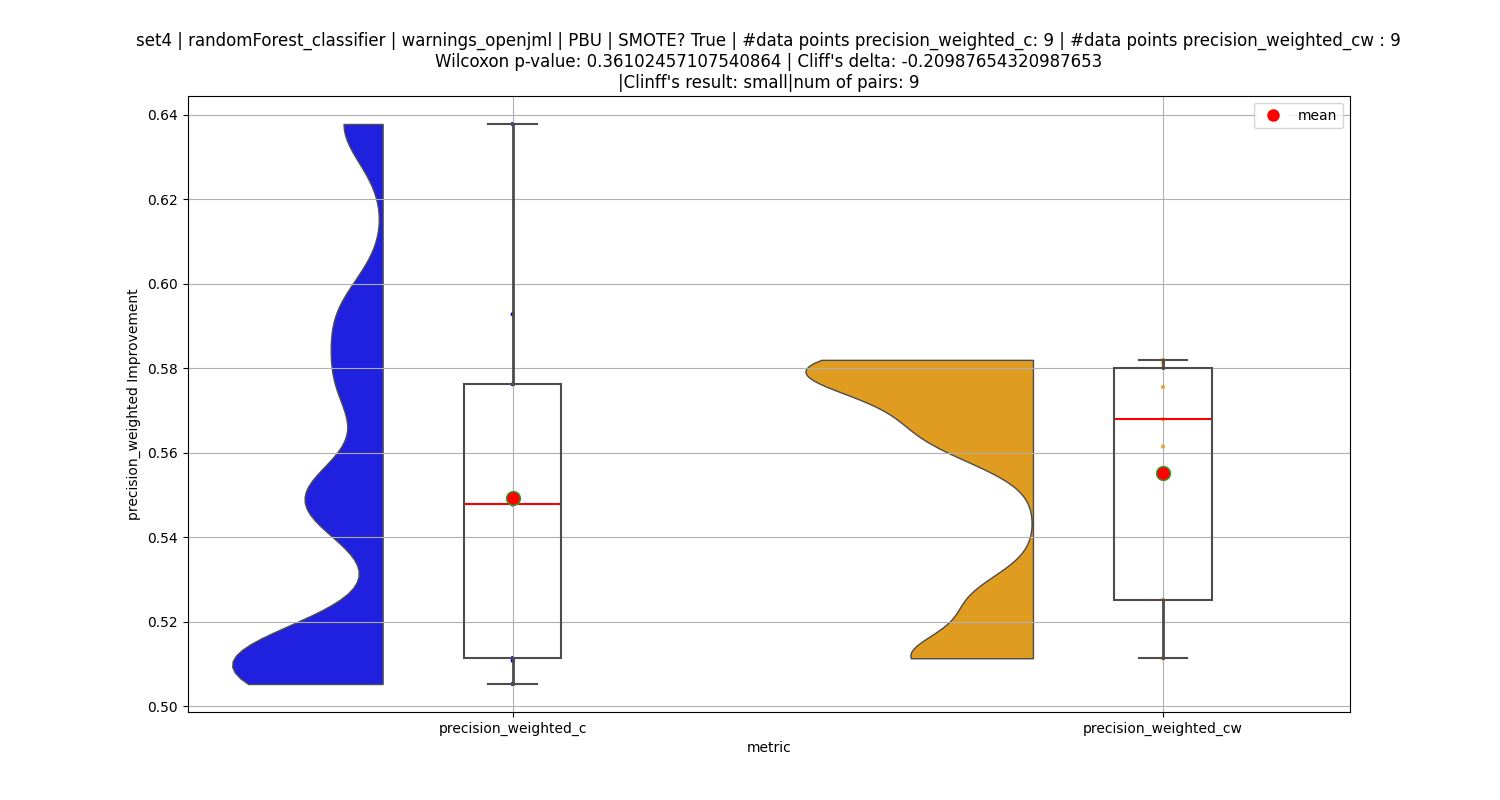 set4 | randomForest_classifier | warnings_openjml | PBU | SMOTE? True | #data points precision_weighted_c: 9 | #data points precision_weighted_cw : 9
Wilcoxon p-value: 0.36102457107540864 | Cliff's delta: -0.20987654320987653
|Clinff's result: small|num of pairs: 9
mean
0.64
0.62
0.60
0.58
0.56
0.54
0.52
0.50
precision_weighted Improvement
precision_weighted_c
precision_weighted_cw
metric